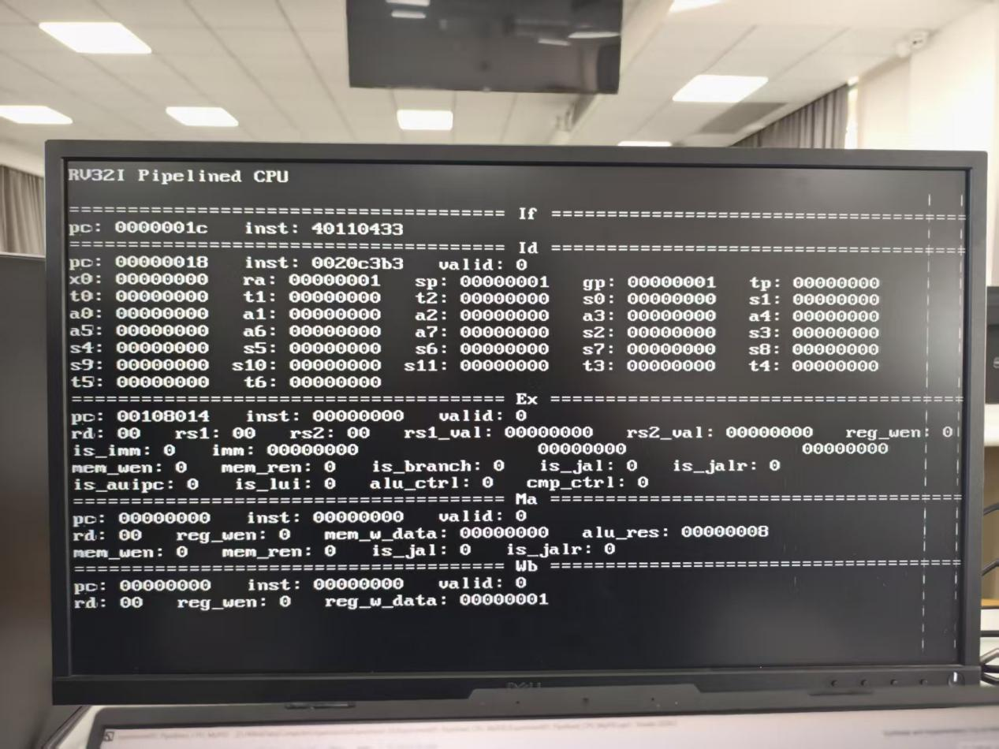 RV32I Pipelined CPU
=================================== If ===================================
pc: 0000001c inst: 40110433
=================================== Id ===================================
pc: 00000018 inst: 0020c3b3 valid: 0
x0: 00000000 ra: 00000001 sp: 00000001 gp: 00000001 tp: 00000000
t0: 00000000 t1: 00000000 t2: 00000000 s0: 00000000 s1: 00000000
a0: 00000000 a1: 00000000 a2: 00000000 a3: 00000000 a4: 00000000
a5: 00000000 a6: 00000000 a7: 00000000 s2: 00000000 s3: 00000000
s4: 00000000 s5: 00000000 s6: 00000000 s7: 00000000 s8: 00000000
s9: 00000000 s10: 00000000 s11: 00000000 t3: 00000000 t4: 00000000
t5: 00000000 t6: 00000000
=================================== Ex ===================================
pc: 00108014 inst: 00000000 valid: 0
rd: 00 rs1: 00 rs2: 00 rs1_val: 00000000 rs2_val: 00000000 reg_wen: 0
is_imm: 0 imm: 00000000 00000000 00000000
mem_wen: 0 mem_ren: 0 is_branch: 0 is_jal: 0 is_jalr: 0
is_auipc: 0 is_lui: 0 alu_ctrl: 0 cmp_ctrl: 0
=================================== Ma ===================================
pc: 00000000 inst: 00000000 valid: 0
rd: 00 reg_wen: 0 mem_w_data: 00000000 alu_res: 00000008
mem_wen: 0 mem_ren: 0 is_jal: 0 is_jalr: 0
=================================== Wb ===================================
pc: 00000000 inst: 00000000 valid: 0
rd: 00 reg_wen: 0 reg_w_data: 00000001
DELL